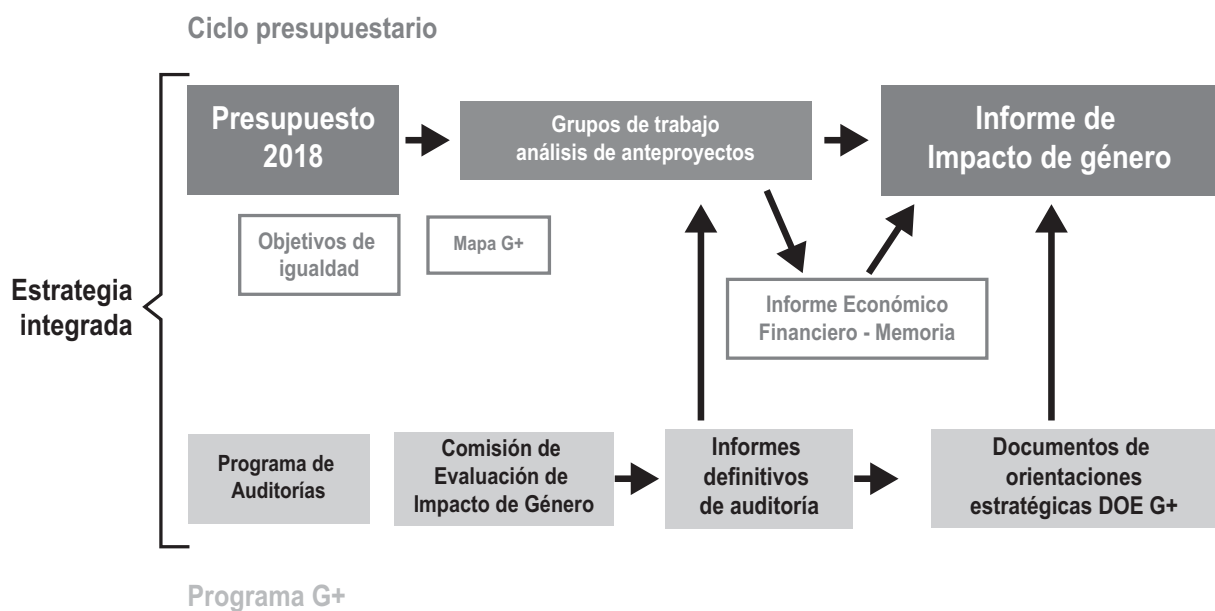 Ciclo presupuestario
Presupuesto
2018
Grupos de trabajo
análisis de anteproyectos
Informe de
Impacto de género
Objetivos de
igualdad
Mapa G+
Informe Económico
Financiero - Memoria
Estrategia
integrada
Programa de
Auditorías
Comisión de
Evaluación de
Impacto de Género
Informes
definitivos
de auditoría
Documentos de
orientaciones
estratégicas DOE G+
Programa G+